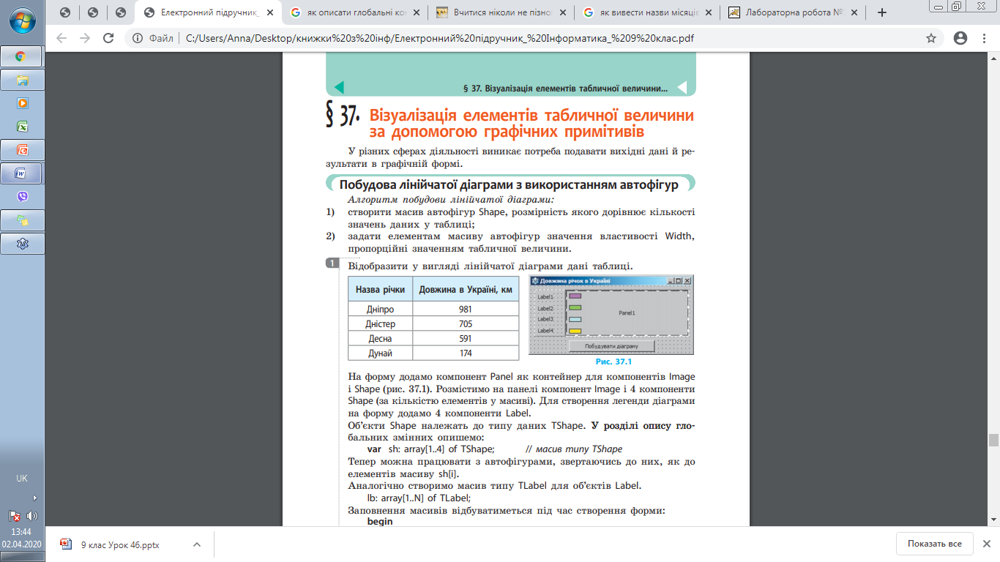 Електронний підручник_
як описати глобальні ко
Вчитися ніколи не пізно
як вивести назви місяців
Лабораторна робота №
Файл
C:/Users/Anna/Desktop/книжки%20з%20інф/Електронний%20підручник_%20Інформатика_%209%20клас.pdf
§ 37. Візуалізація елементів табличної величини...
§ 37. Візуалізація елементів табличної величини
за допомогою графічних примітивів
У різних сферах діяльності виникає потреба подавати вихідні дані й ре-
зультати в графічній формі.
Побудова лінійчатої діаграми з використанням автофігур
Алгоритм побудови лінійчатої діаграми:
1) створити масив автофігур Shape, розмірність якого дорівнює кількості
значень даних у таблиці;
2) задати елементам масиву автофігур значення властивості Width,
пропорційні значенням табличної величини.
1
Відобразити у вигляді лінійчатої діаграми дані таблиці.
Назва річки Довжина в Україні, км
Дніпро 981
Дністер 705
Десна 591
Дунай 174
Довжина річок в Україні
Label1
Label2
Label3
Label4
Panel1
Побудувати діаграму
Рис. 37.1
На форму додамо компонент Panel як контейнер для компонентів Image
і Shape (рис. 37.1). Розмістимо на панелі компонент Image і 4 компоненти
Shape (за кількістю елементів у масиві). Для створення легенди діаграми
на форму додамо 4 компоненти Label.
Об’єкти Shape належать до типу даних TShape. У розділі опису гло-
бальних змінних опишемо:
var sh: array[1..4] of TShape; // масив типу TShape
Тепер можна працювати з автофігурами, звертаючись до них, як до
елементів масиву sh[i].
Аналогічно створимо масив типу TLabel для об’єктів Label.
lb: array[1..N] of TLabel;
Заповнення масивів відбуватиметься під час створення форми:
begin
UK
13:44
02.04.2020
9 клас Урок 46.pptx
Показать все